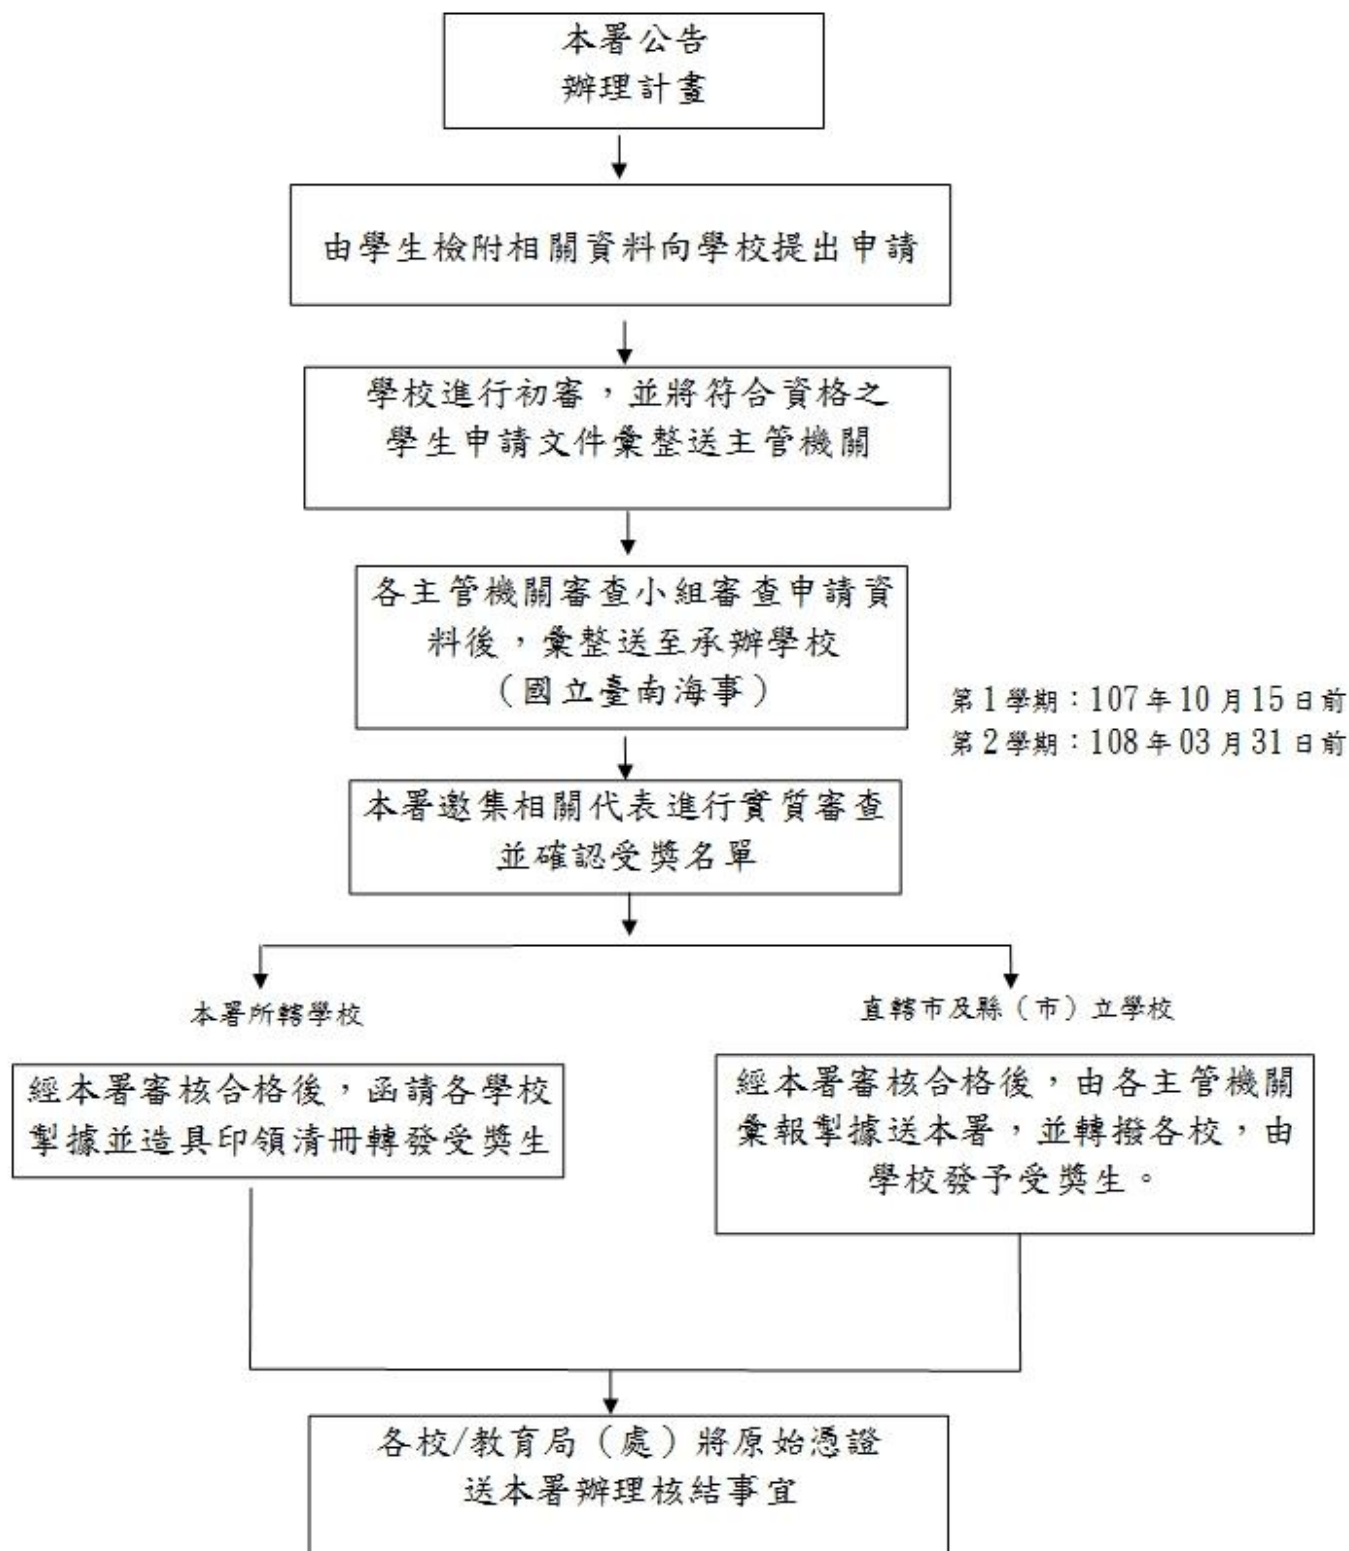 本署公告
辦理計畫
由學生檢附相關資料向學校提出申請
學校進行初審，並將符合資格之
學生申請文件彙整送主管機關
各主管機關審查小組審查申請資
料後，彙整送至承辦學校
（國立臺南海事）
第1學期：107年10月15日前
第2學期：108年03月31日前
本署邀集相關代表進行實質審查
並確認受獎名單
本署所轄學校
直轄市及縣（市）立學校
經本署審核合格後，函請各學校
掣據並造具印領清冊轉發受獎生
經本署審核合格後，由各主管機關
彙報掣據送本署，並轉撥各校，由
學校發予受獎生。
各校/教育局（處）將原始憑證
送本署辦理核結事宜